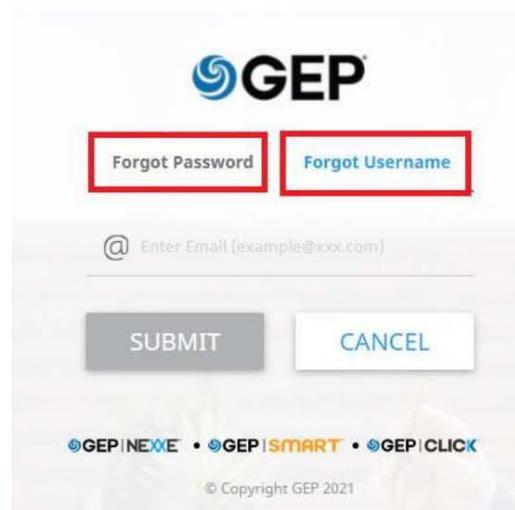 GEP
Forgot Password Forgot Username
@ Enter Email (example@xxx.com)
SUBMIT CANCEL
GEP|NEXXE • GEP|SMART • GEP|CLICK
© Copyright GEP 2021